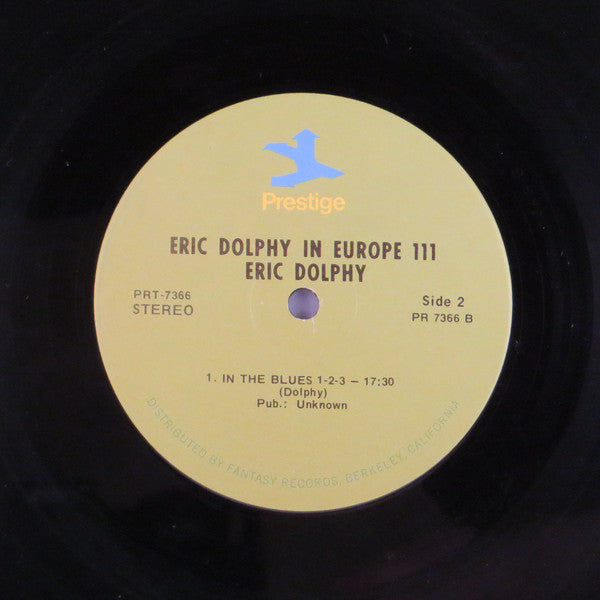 Prestige
ERIC DOLPHY IN EUROPE 111
ERIC DOLPHY
PRT-7366
STEREO
Side 2
PR 7366 B
1. IN THE BLUES 1-2-3 – 17:30
(Dolphy)
Pub.: Unknown
DISTRIBUTED BY FANTASY RECORDS, BERKELEY, CALIFORNIA